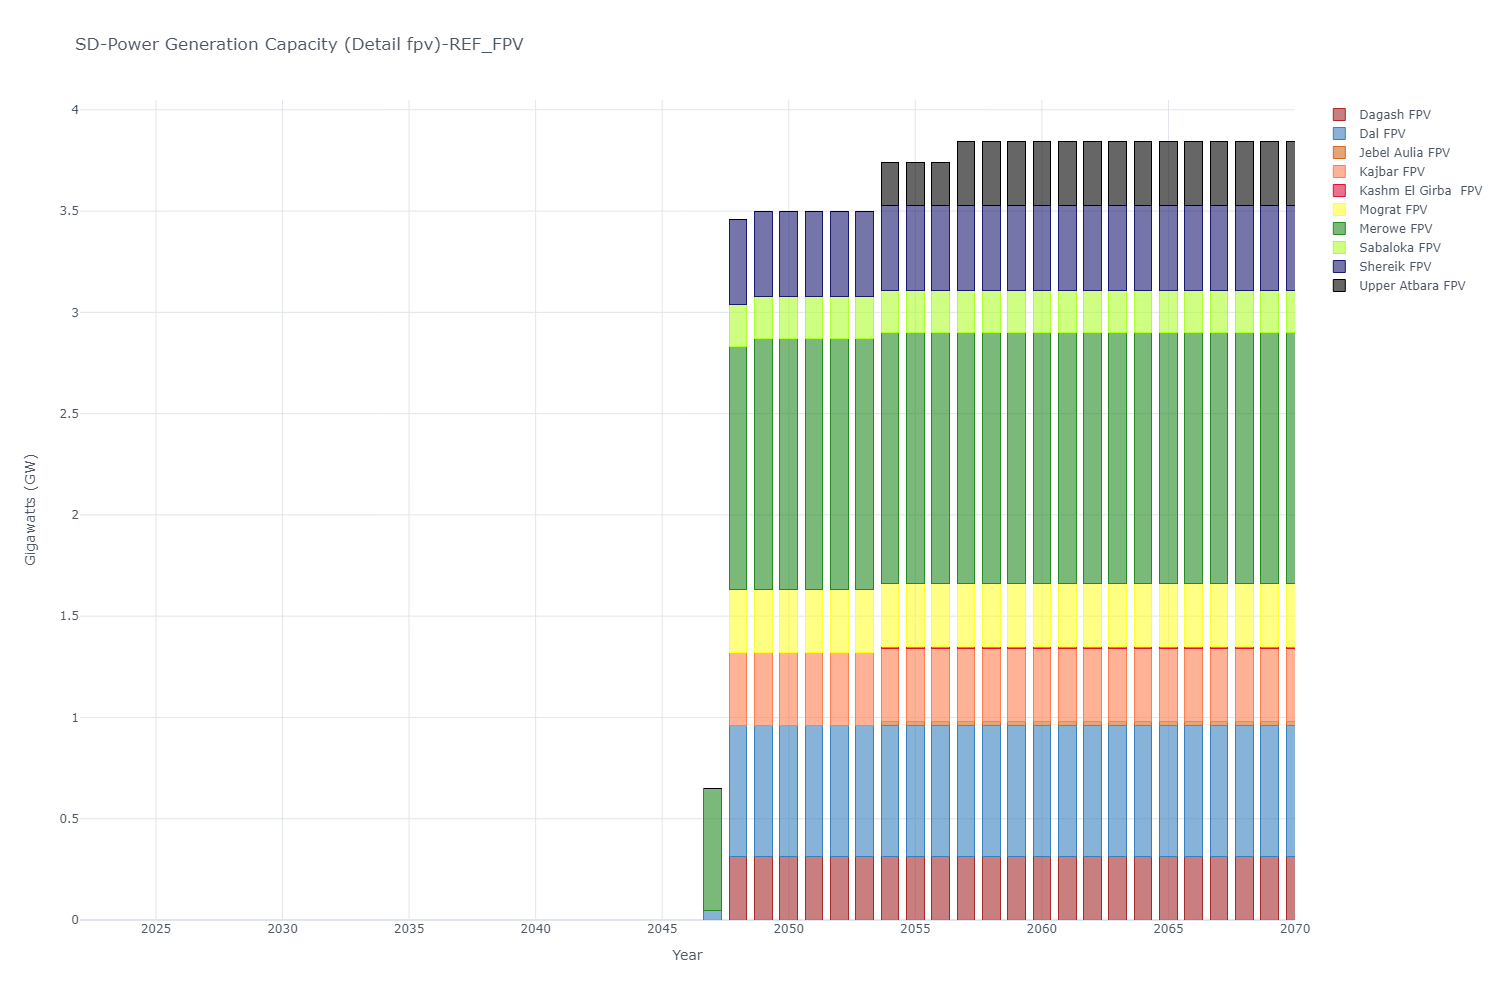 SD-Power Generation Capacity (Detail fpv)-REF_FPV
4
3.5
3
2.5
2
1.5
1
0.5
0
Gigawatts (GW)
2025
2030
2035
2040
2045
2050
2055
2060
2065
2070
Year
Dagash FPV
Dal FPV
Jebel Aulia FPV
Kajbar FPV
Kashm El Girba  FPV
Mograt FPV
Merowe FPV
Sabaloka FPV
Shereik FPV
Upper Atbara FPV